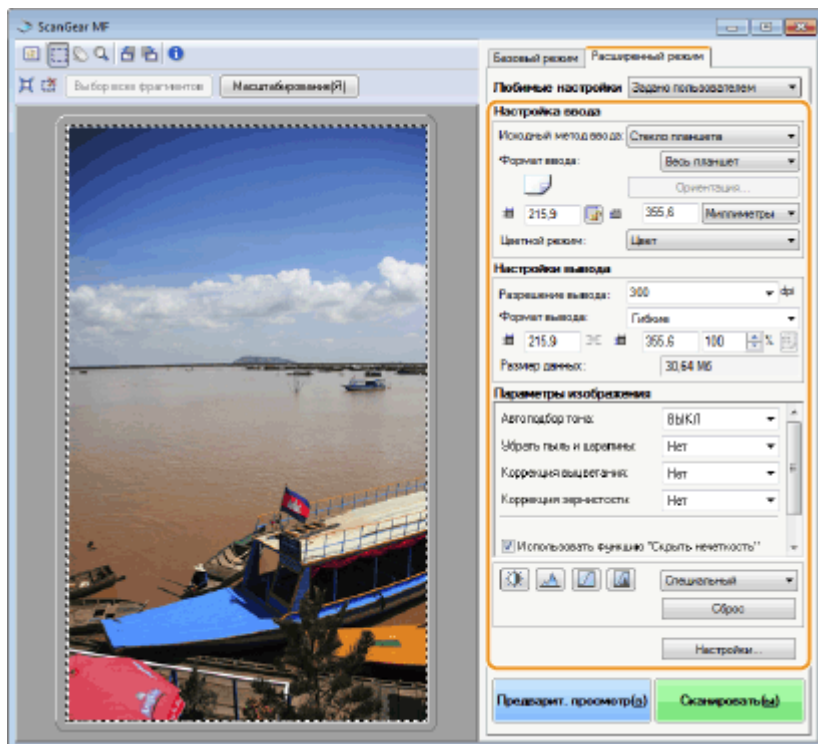 ScanGear MF
Базовый режим Расширенный режим
Выбор всех фрагментов Масштабирование(Я)
Любимые настройки Задано пользователем
Настройка ввода
Исходный метод ввода: Стекло планшета
Формат ввода: Весь планшет
Ориентация...
215,9 355,6 Миллиметры
Цветной режим: Цвет
Настройки вывода
Разрешение вывода: 300 dpi
Формат вывода: Гибкие
215,9 355,6 100 %
Размер данных: 30,64 Мб
Параметры изображения
Автоподбор тона: ВЫКЛ
Убрать пыль и царапины: Нет
Коррекция выцветания: Нет
Коррекция зернистости: Нет
Использовать функцию "Скрыть нечеткость"
Специальный
Сброс
Настройки...
Предварит. просмотр(о) Сканировать(ы)